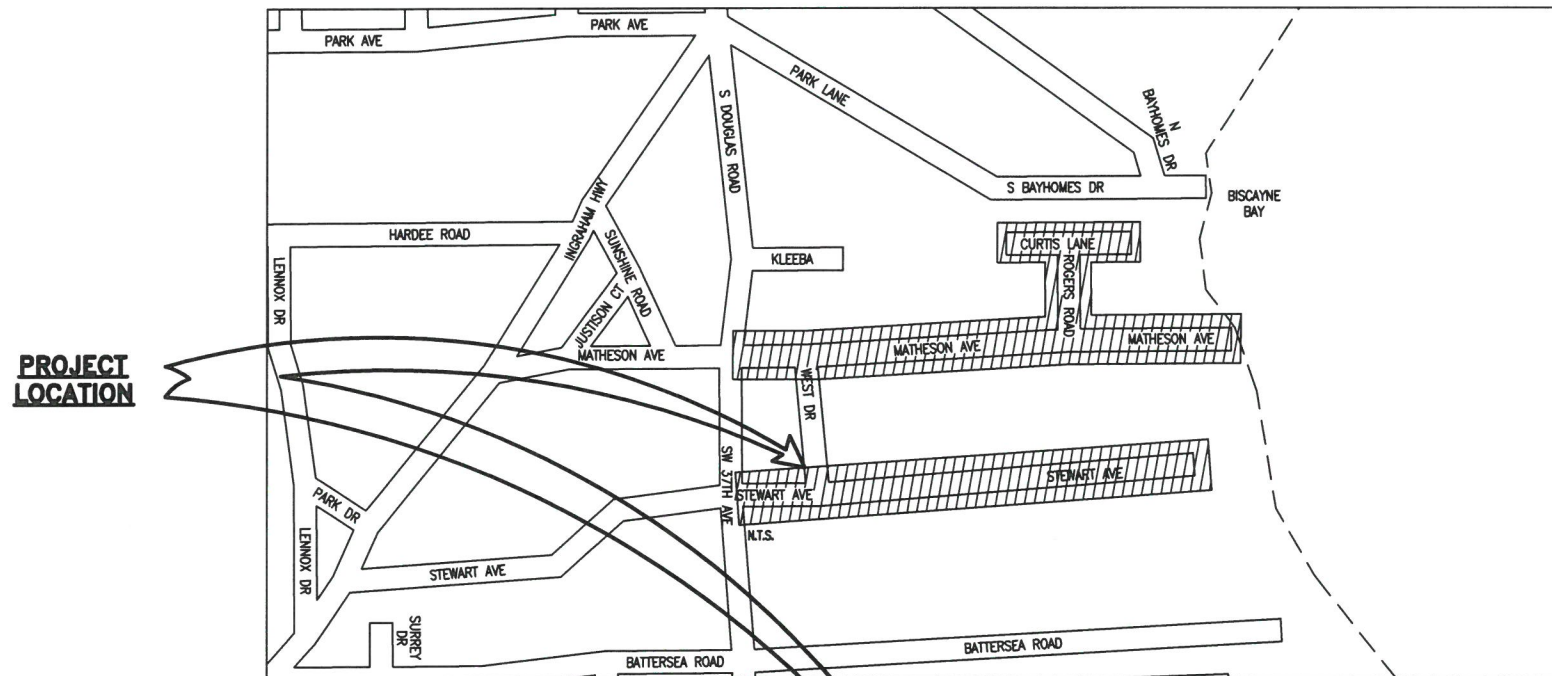 PARK AVE
PARK AVE
PARK LANE
S DOUGLAS ROAD
N
BAYHOMES DR
S BAYHOMES DR
BISCAYNE
BAY
INGRAHAM HWY
HARDEE ROAD
SUNSHINE ROAD
KLEEBA
CURTIS LANE
ROGERS ROAD
LENNOX DR
JUSTISON CT
MATHESON AVE
MATHESON AVE
MATHESON AVE
PROJECT
LOCATION
WEST DR
SW 37TH AVE
STEWART AVE
STEWART AVE
N.T.S.
PARK DR
LENNOX DR
STEWART AVE
SURREY
DR
BATTERSEA ROAD
BATTERSEA ROAD